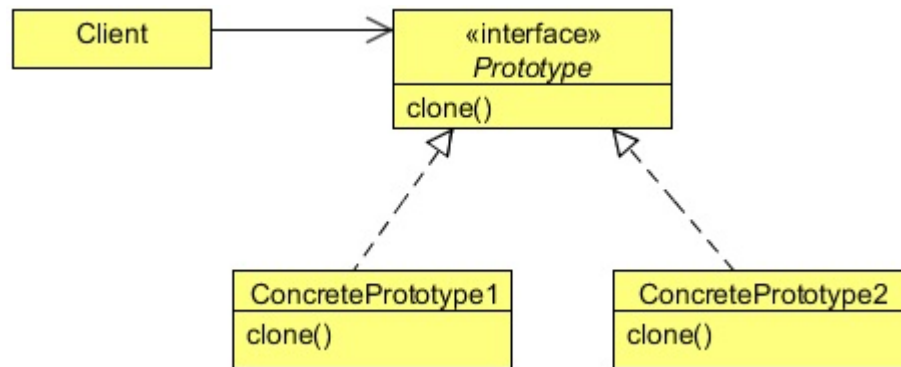 Client
«interface»
Prototype
clone()
ConcretePrototype1
clone()
ConcretePrototype2
clone()